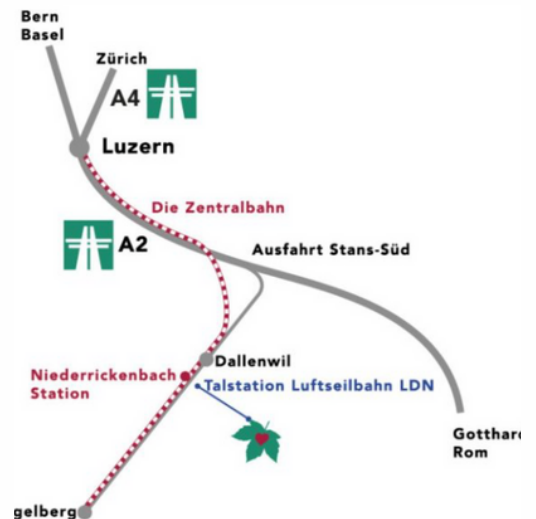 Bern
Basel
Zürich
A4
Luzern
Die Zentralbahn
A2
Ausfahrt Stans-Süd
Dallenwil
Niederrickenbach
Station
Talstation Luftseilbahn LDN
Gotthard
Rom
gelberg